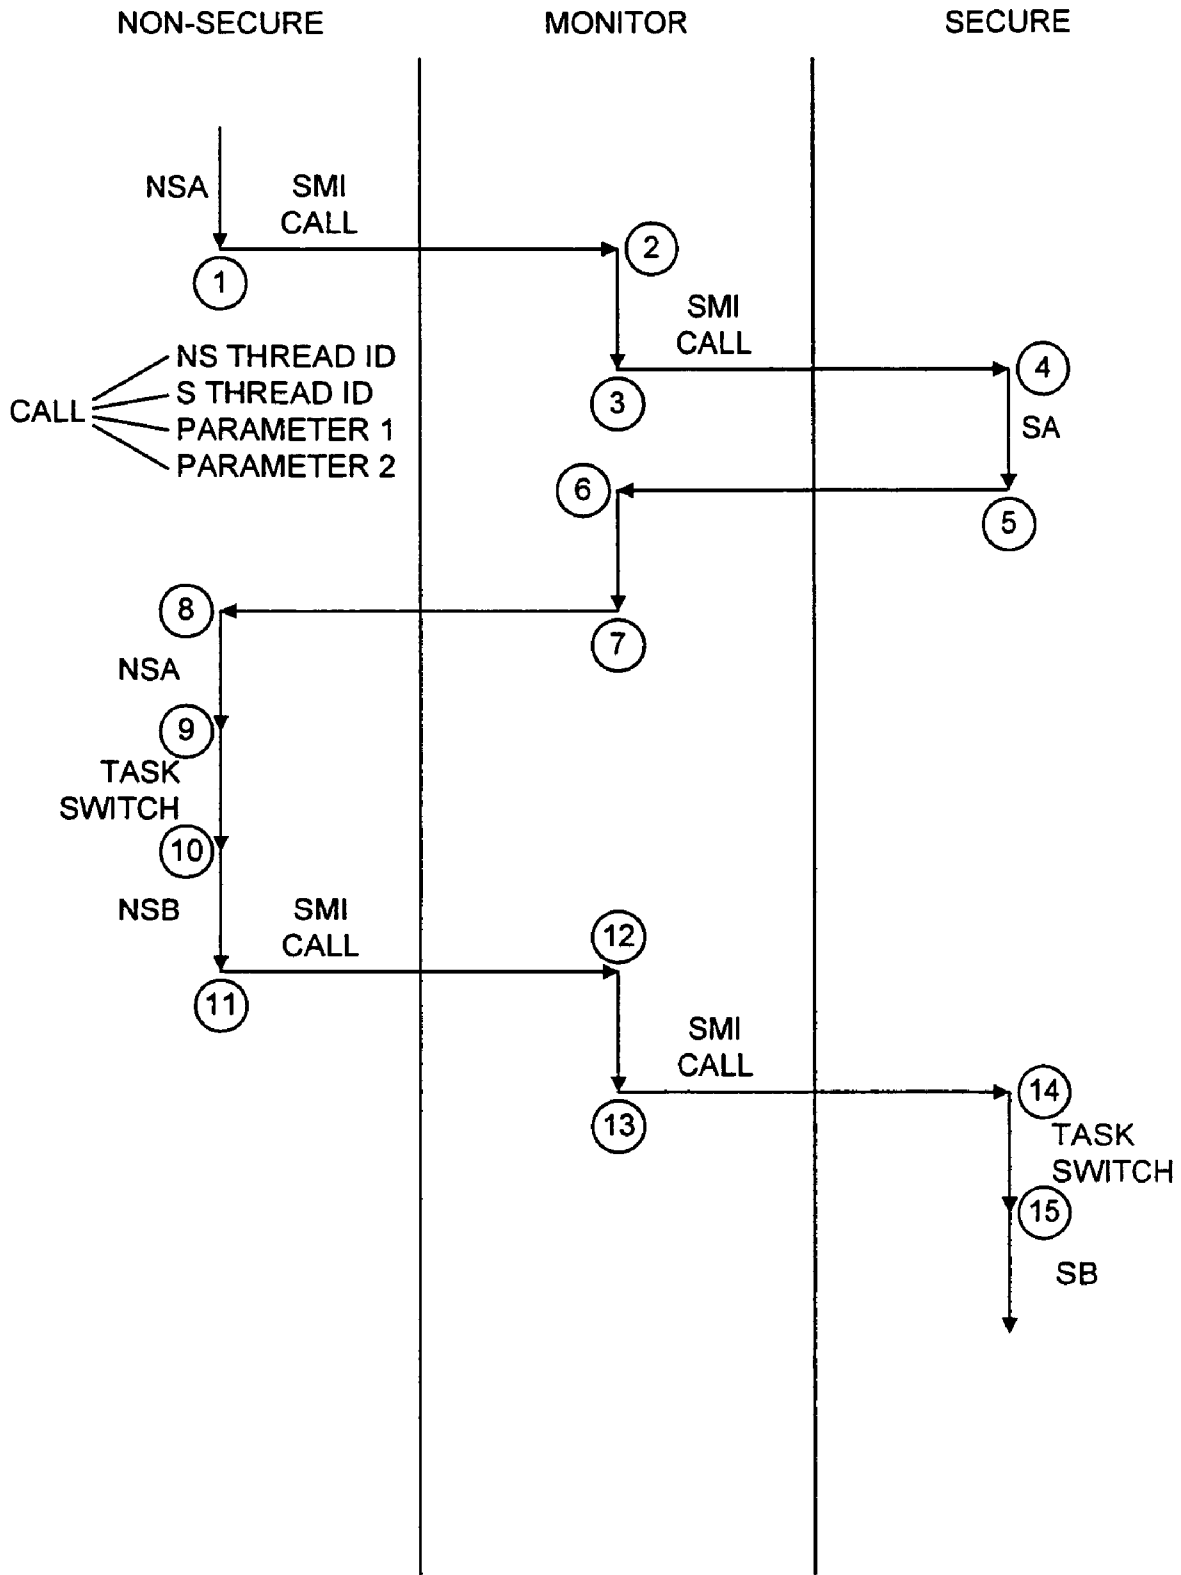 NON-SECURE
MONITOR
SECURE
NSA
SMI
CALL
1
2
SMI
CALL
3
4
CALL
NS THREAD ID
S THREAD ID
PARAMETER 1
PARAMETER 2
SA
6
5
8
7
NSA
9
TASK
SWITCH
10
NSB
SMI
CALL
12
11
SMI
CALL
13
14
TASK
SWITCH
15
SB